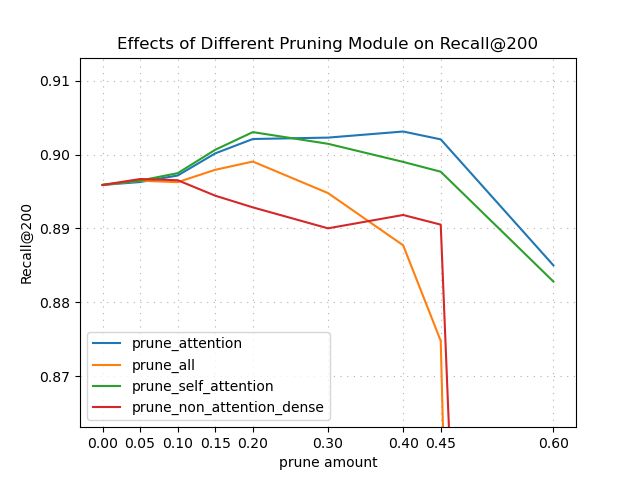 Effects of Different Pruning Module on Recall@200
0.91
0.90
0.89
0.88
0.87
Recall@200
prune_attention
prune_all
prune_self_attention
prune_non_attention_dense
0.00 0.05 0.10 0.15 0.20 0.30 0.40 0.45 0.60
prune amount